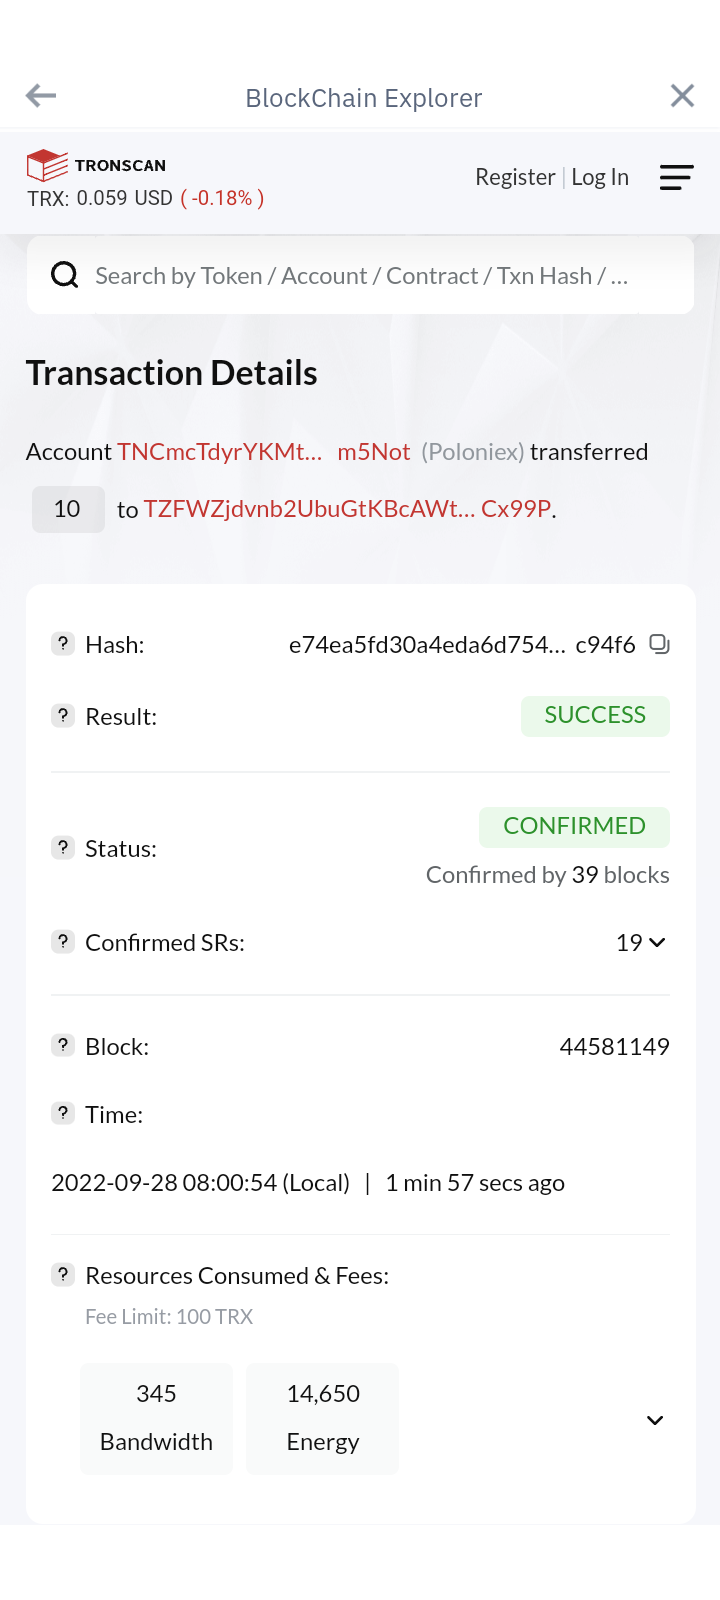 BlockChain Explorer
TRONSCAN
TRX: 0.059 USD ( -0.18% )
Register | Log In
Search by Token / Account / Contract / Txn Hash / ...
Transaction Details
Account TNCmcTdyrYKMt... m5Not (Poloniex) transferred
10 to TZFWZjdvnb2UbuGtKBcAWt... Cx99P.
? Hash: e74ea5fd30a4eda6d754... c94f6
? Result: SUCCESS
CONFIRMED
? Status:
Confirmed by 39 blocks
? Confirmed SRs: 19
? Block: 44581149
? Time:
2022-09-28 08:00:54 (Local) | 1 min 57 secs ago
? Resources Consumed & Fees:
Fee Limit: 100 TRX
345 14,650
Bandwidth Energy